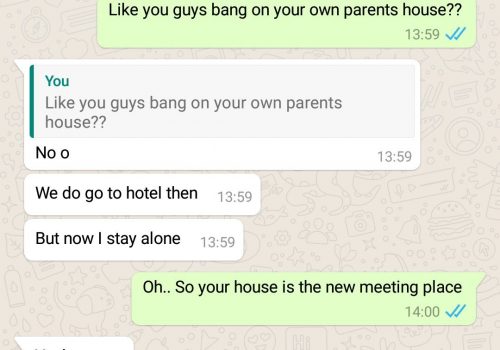 Like you guys bang on your own parents house??
13:59
You
Like you guys bang on your own parents
house??
No o
13:59
We do go to hotel then 13:59
But now I stay alone 13:59
Oh.. So your house is the new meeting place
14:00